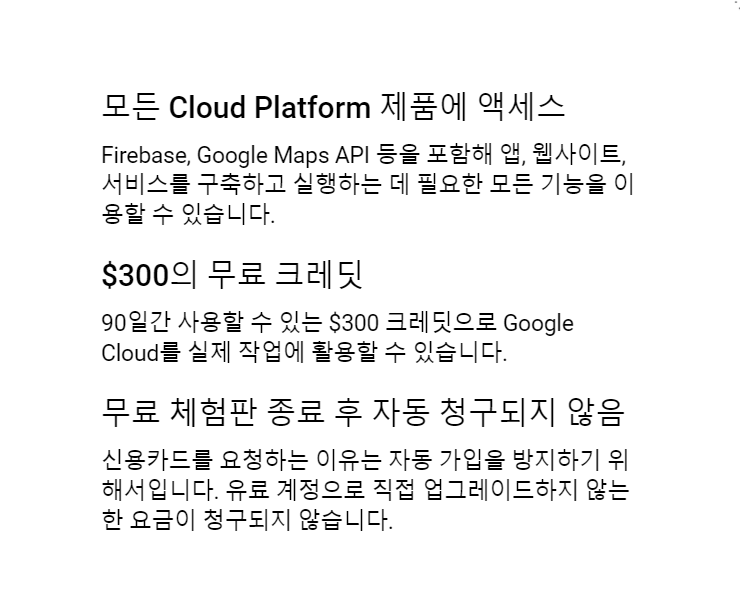 모든 Cloud Platform 제품에 액세스
Firebase, Google Maps API 등을 포함해 앱, 웹사이트,
서비스를 구축하고 실행하는 데 필요한 모든 기능을 이
용할 수 있습니다.
$300의 무료 크레딧
90일간 사용할 수 있는 $300 크레딧으로 Google
Cloud를 실제 작업에 활용할 수 있습니다.
무료 체험판 종료 후 자동 청구되지 않음
신용카드를 요청하는 이유는 자동 가입을 방지하기 위
해서입니다. 유료 계정으로 직접 업그레이드하지 않는
한 요금이 청구되지 않습니다.